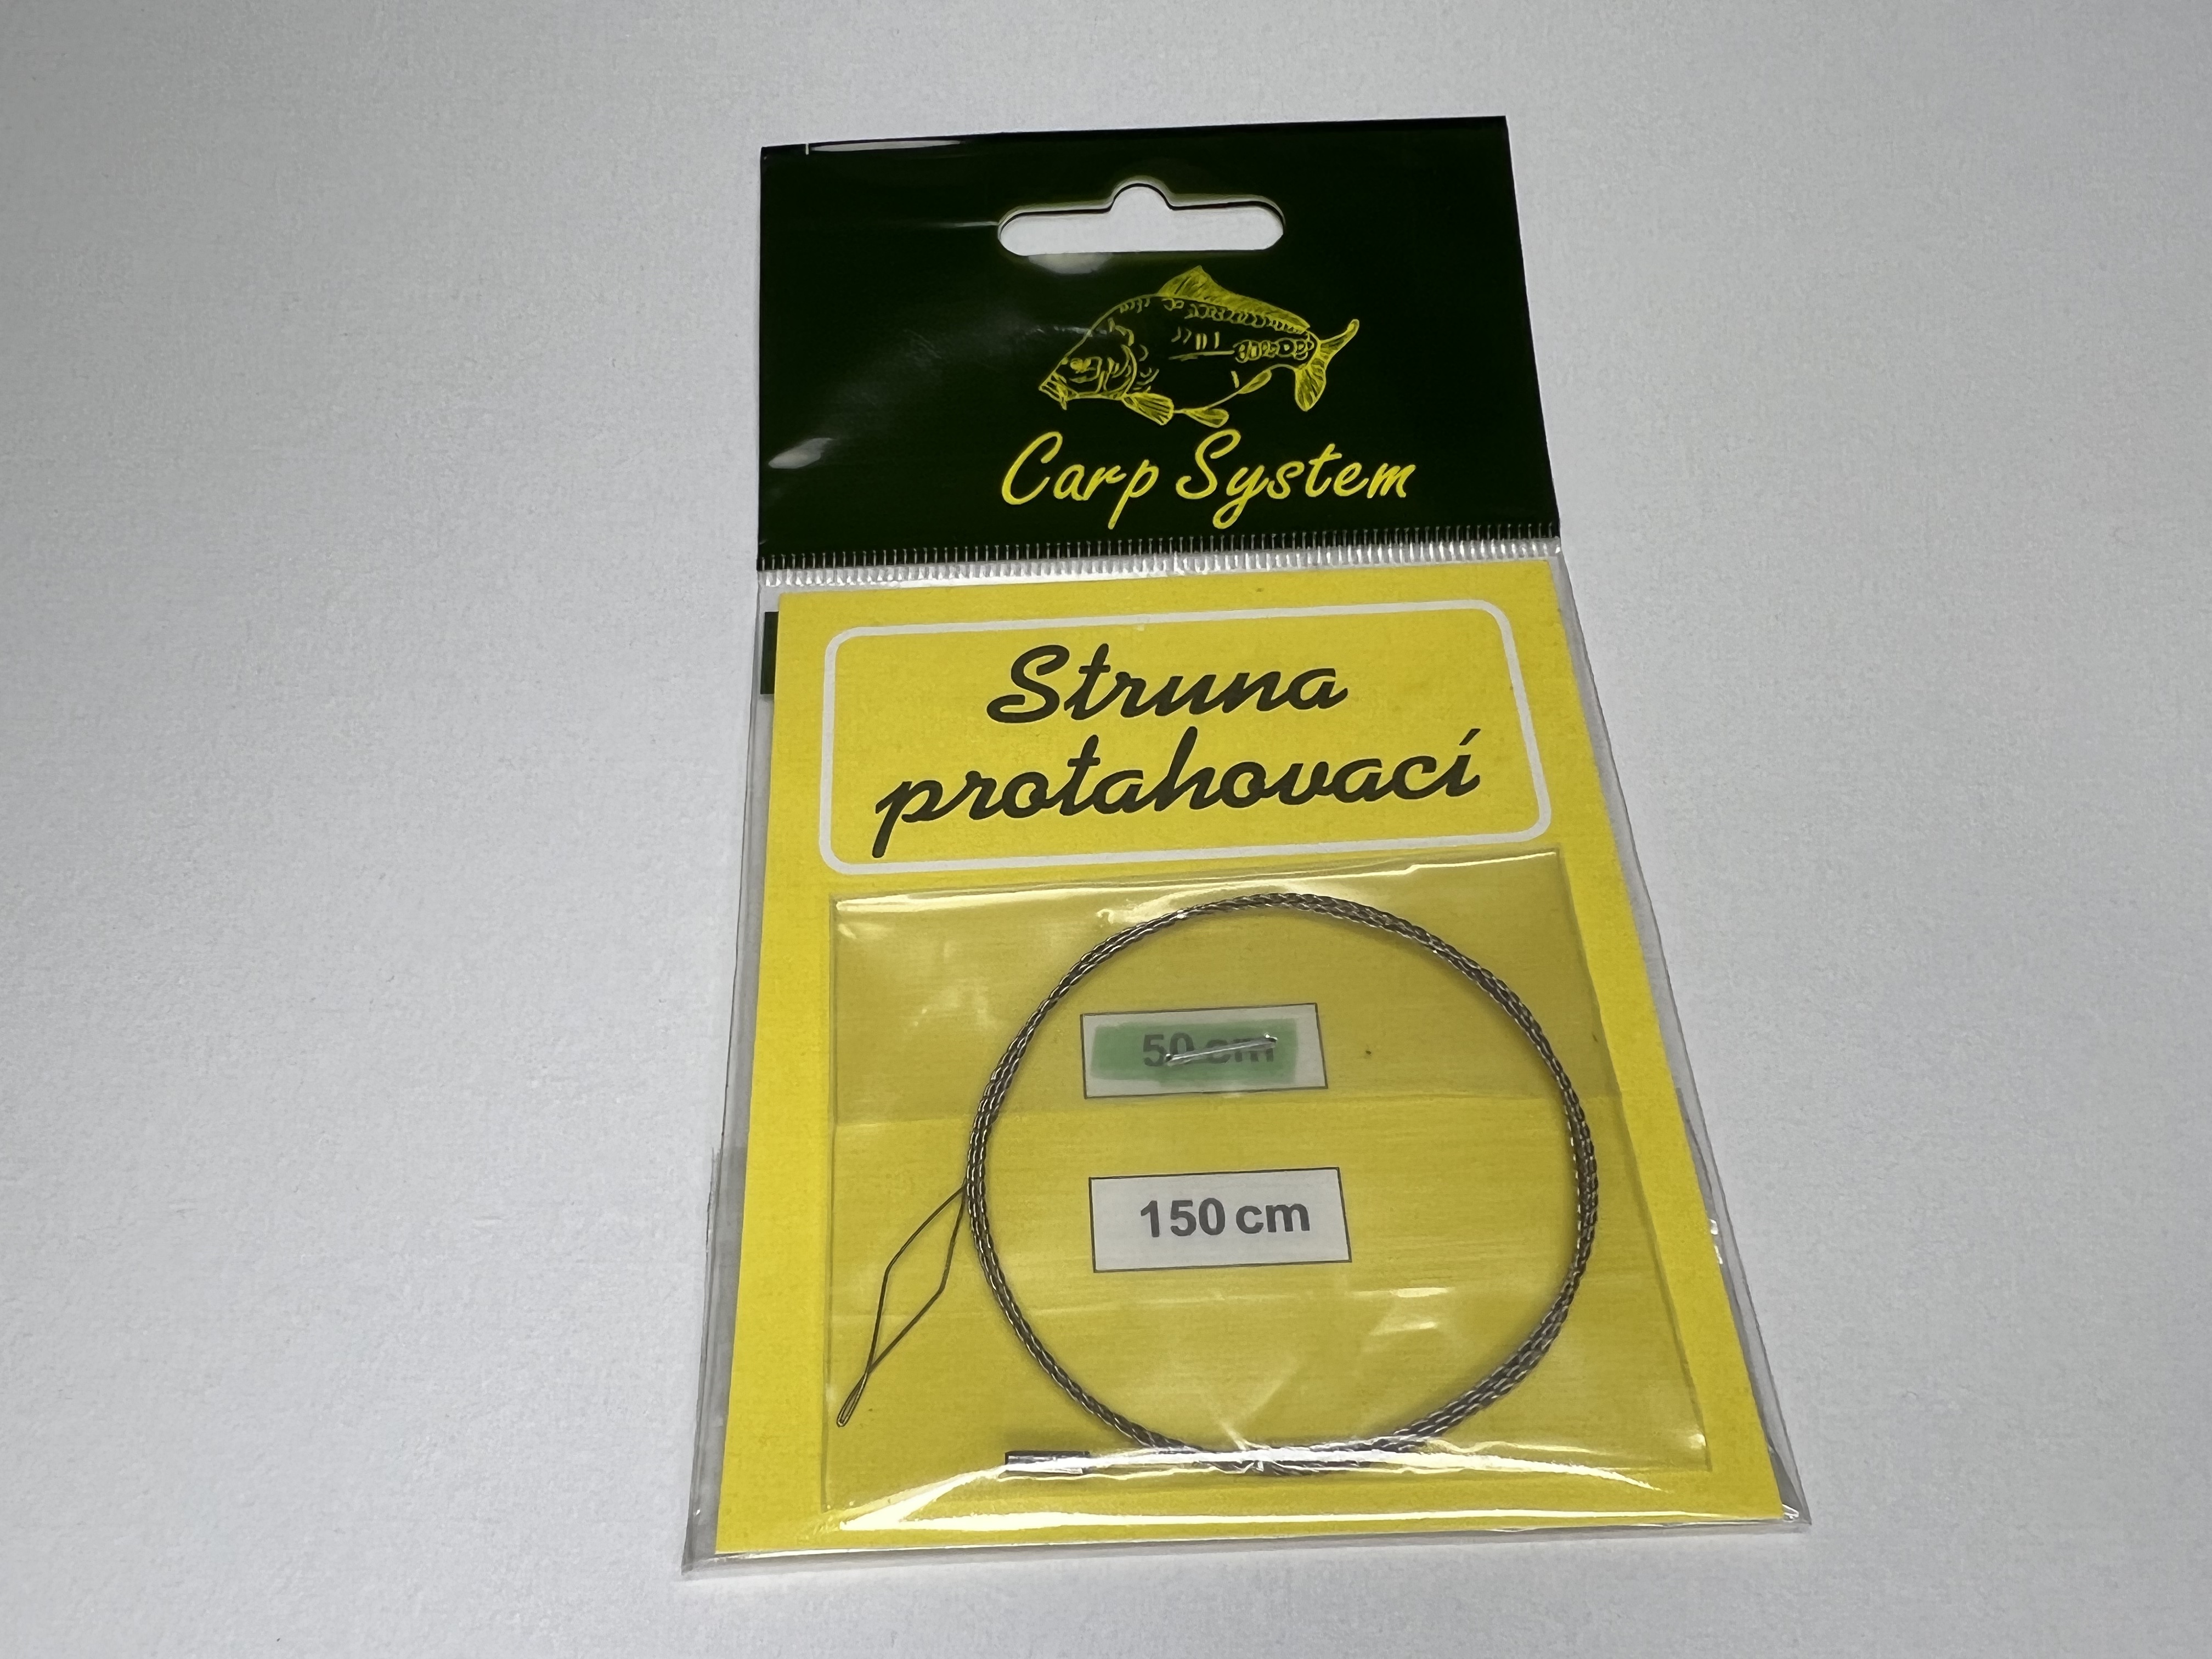 Carp System
Struna
protahovací
50 cm
150 cm